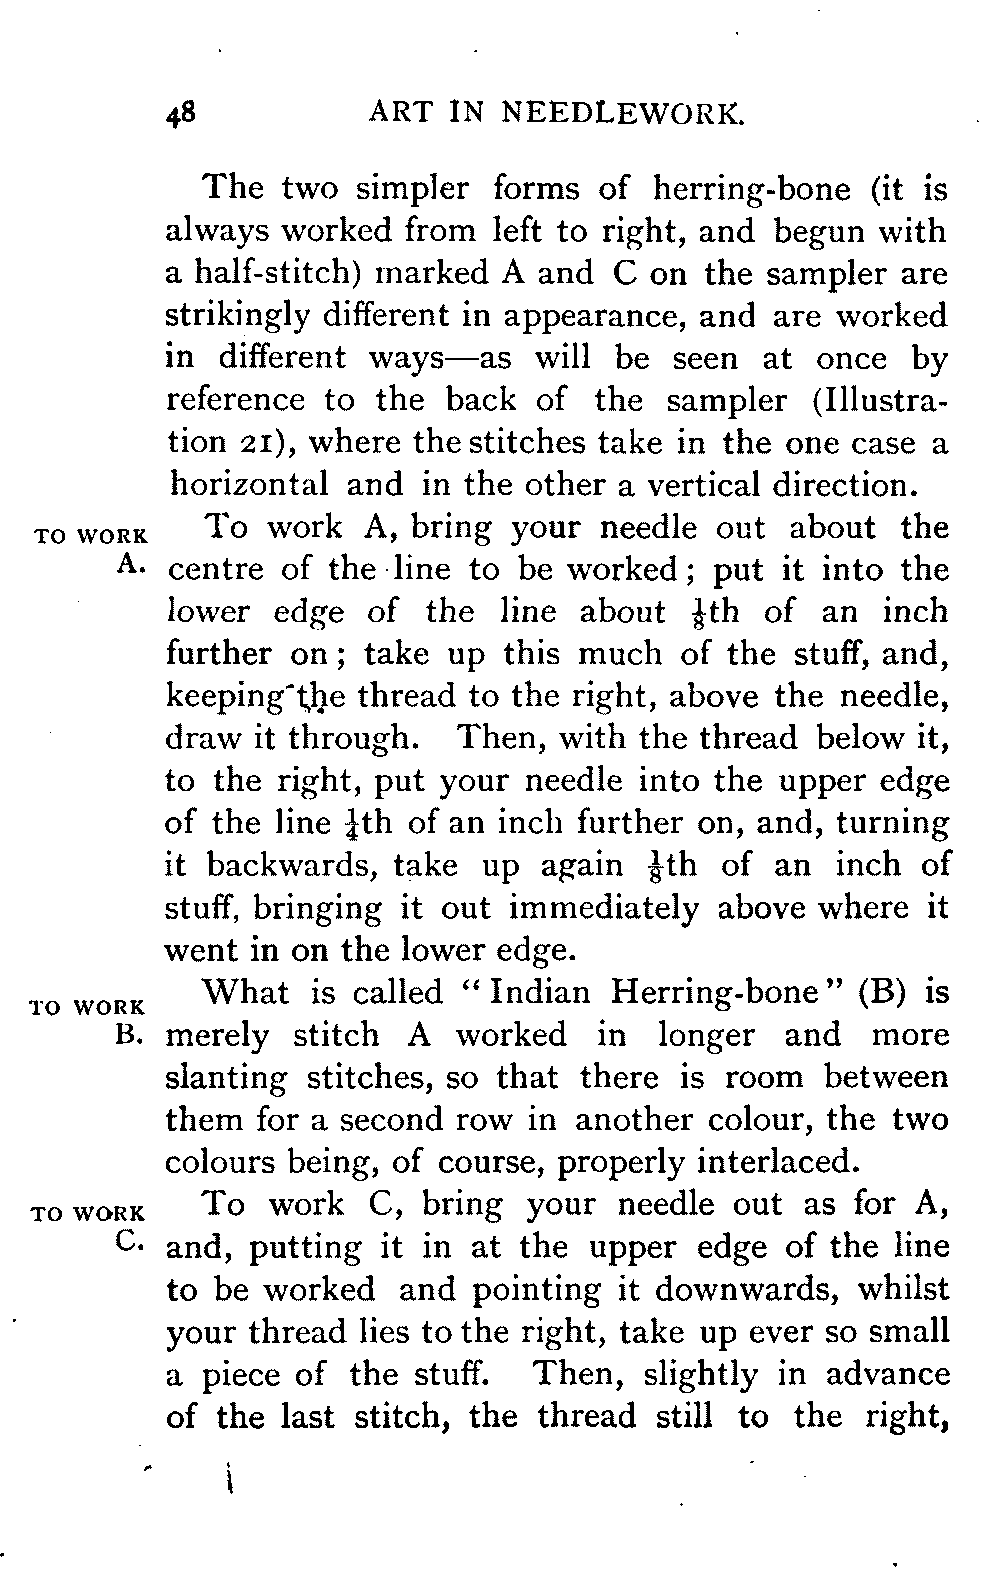 48 ART IN NEEDLEWORK.
The two simpler forms of herring-bone (it is
always worked from left to right, and begun with
a half-stitch) marked A and C on the sampler are
strikingly different in appearance, and are worked
in different ways—as will be seen at once by
reference to the back of the sampler (Illustra-
tion 21), where the stitches take in the one case a
horizontal and in the other a vertical direction.
TO WORK A.
To work A, bring your needle out about the
centre of the line to be worked; put it into the
lower edge of the line about ⅛th of an inch
further on; take up this much of the stuff, and,
keeping the thread to the right, above the needle,
draw it through. Then, with the thread below it,
to the right, put your needle into the upper edge
of the line ¼th of an inch further on, and, turning
it backwards, take up again ⅛th of an inch of
stuff, bringing it out immediately above where it
went in on the lower edge.
TO WORK B.
What is called “Indian Herring-bone” (B) is
merely stitch A worked in longer and more
slanting stitches, so that there is room between
them for a second row in another colour, the two
colours being, of course, properly interlaced.
TO WORK C.
To work C, bring your needle out as for A,
and, putting it in at the upper edge of the line
to be worked and pointing it downwards, whilst
your thread lies to the right, take up ever so small
a piece of the stuff. Then, slightly in advance
of the last stitch, the thread still to the right,